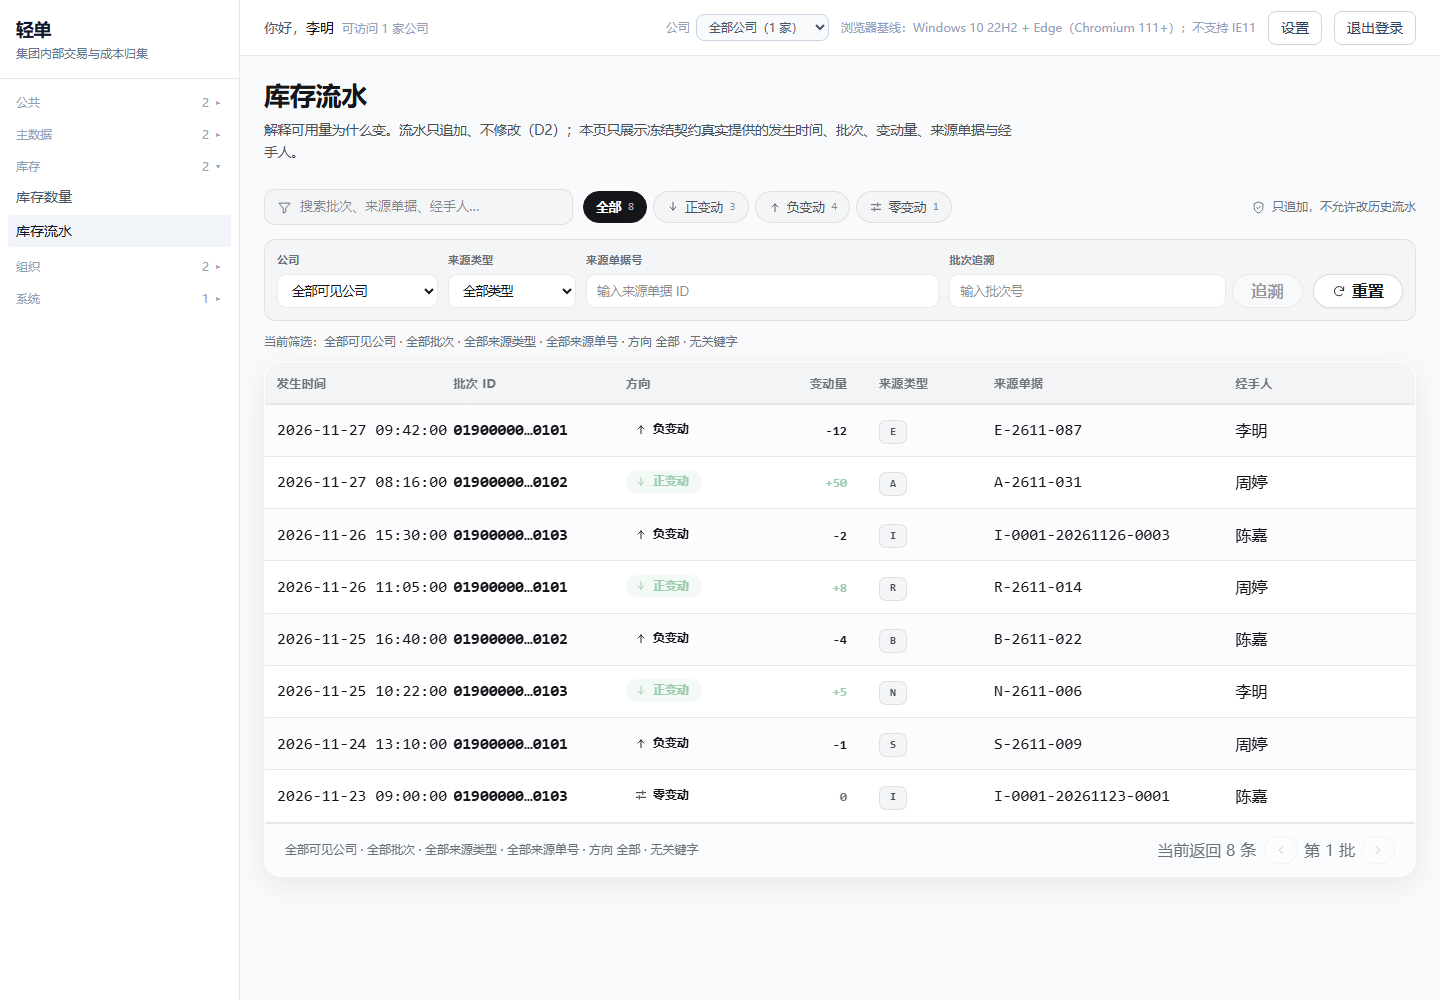 轻单
集团内部交易与成本归集
公共 2
主数据 2
库存 2
库存数量
库存流水
组织 2
系统 1
你好，李明 可访问 1 家公司
公司 全部公司（1 家） 浏览器基线：Windows 10 22H2 + Edge（Chromium 111+）；不支持 IE11 设置 退出登录
库存流水
解释可用量为什么变。流水只追加、不修改（D2）；本页只展示冻结契约真实提供的发生时间、批次、变动量、来源单据与经
手人。
搜索批次、来源单据、经手人... 全部 8 ↓ 正变动 3 ↑ 负变动 4 零变动 1 只追加，不允许改历史流水
公司 来源类型 来源单据号 批次追溯
全部可见公司 全部类型 输入来源单据 ID 输入批次号 追溯 重置
当前筛选：全部可见公司 · 全部批次 · 全部来源类型 · 全部来源单号 · 方向 全部 · 无关键字
发生时间 批次 ID 方向 变动量 来源类型 来源单据 经手人
2026-11-27 09:42:00 01900000…0101 ↑ 负变动 -12 E E-2611-087 李明
2026-11-27 08:16:00 01900000…0102 ↓ 正变动 +50 A A-2611-031 周婷
2026-11-26 15:30:00 01900000…0103 ↑ 负变动 -2 I I-0001-20261126-0003 陈嘉
2026-11-26 11:05:00 01900000…0101 ↓ 正变动 +8 R R-2611-014 周婷
2026-11-25 16:40:00 01900000…0102 ↑ 负变动 -4 B B-2611-022 陈嘉
2026-11-25 10:22:00 01900000…0103 ↓ 正变动 +5 N N-2611-006 李明
2026-11-24 13:10:00 01900000…0101 ↑ 负变动 -1 S S-2611-009 周婷
2026-11-23 09:00:00 01900000…0103 零变动 0 I I-0001-20261123-0001 陈嘉
全部可见公司 · 全部批次 · 全部来源类型 · 全部来源单号 · 方向 全部 · 无关键字 当前返回 8 条 第 1 批